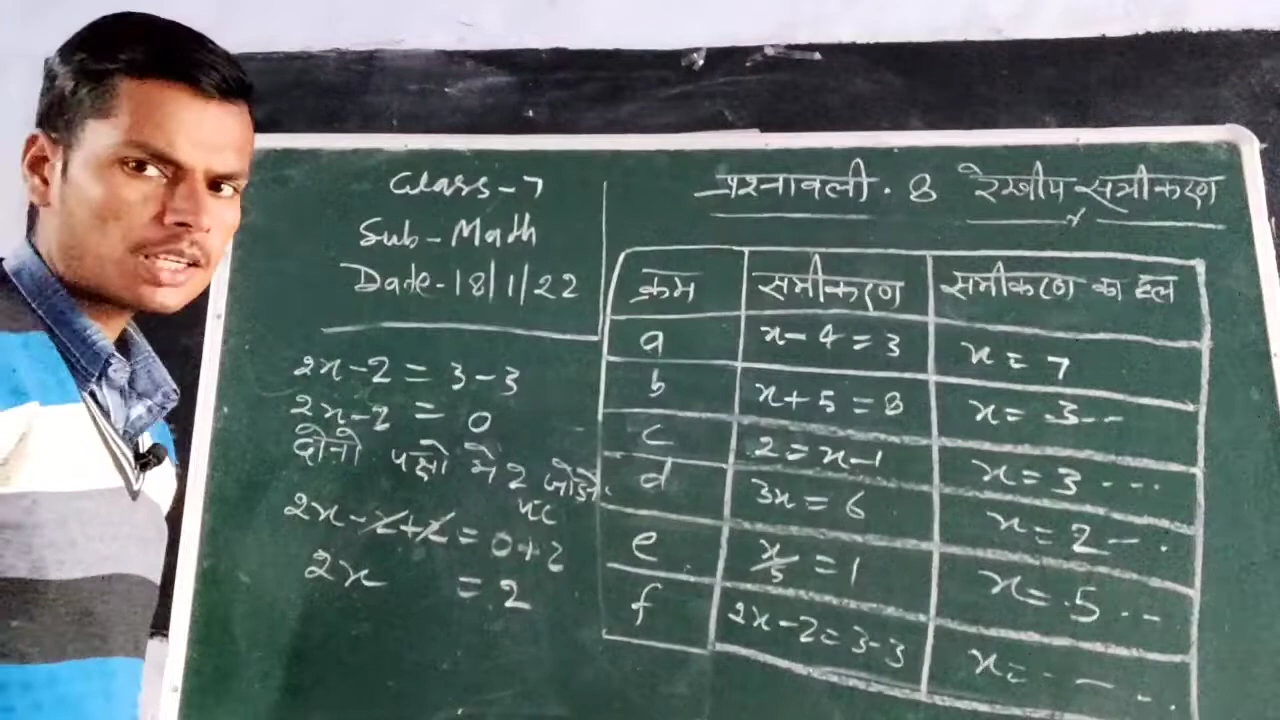 Class-7
Sub-Math
Date-18/1/22
2x-2 = 3-3
2x-2 = 0
दोनो पक्षो मे 2 जोड़ने
पर
2x-2+2 = 0+2
2x = 2
प्रश्नावली. 8 रेखीय समीकरण
क्रम समीकरण समीकरण का हल
a x-4=3 x=7
b x+5=8 x=.3--
c 2=x-1 x=3---
d 3x=6 x=2--.
e x/5=1 x=.5--
f 2x-2=3-3 x=----